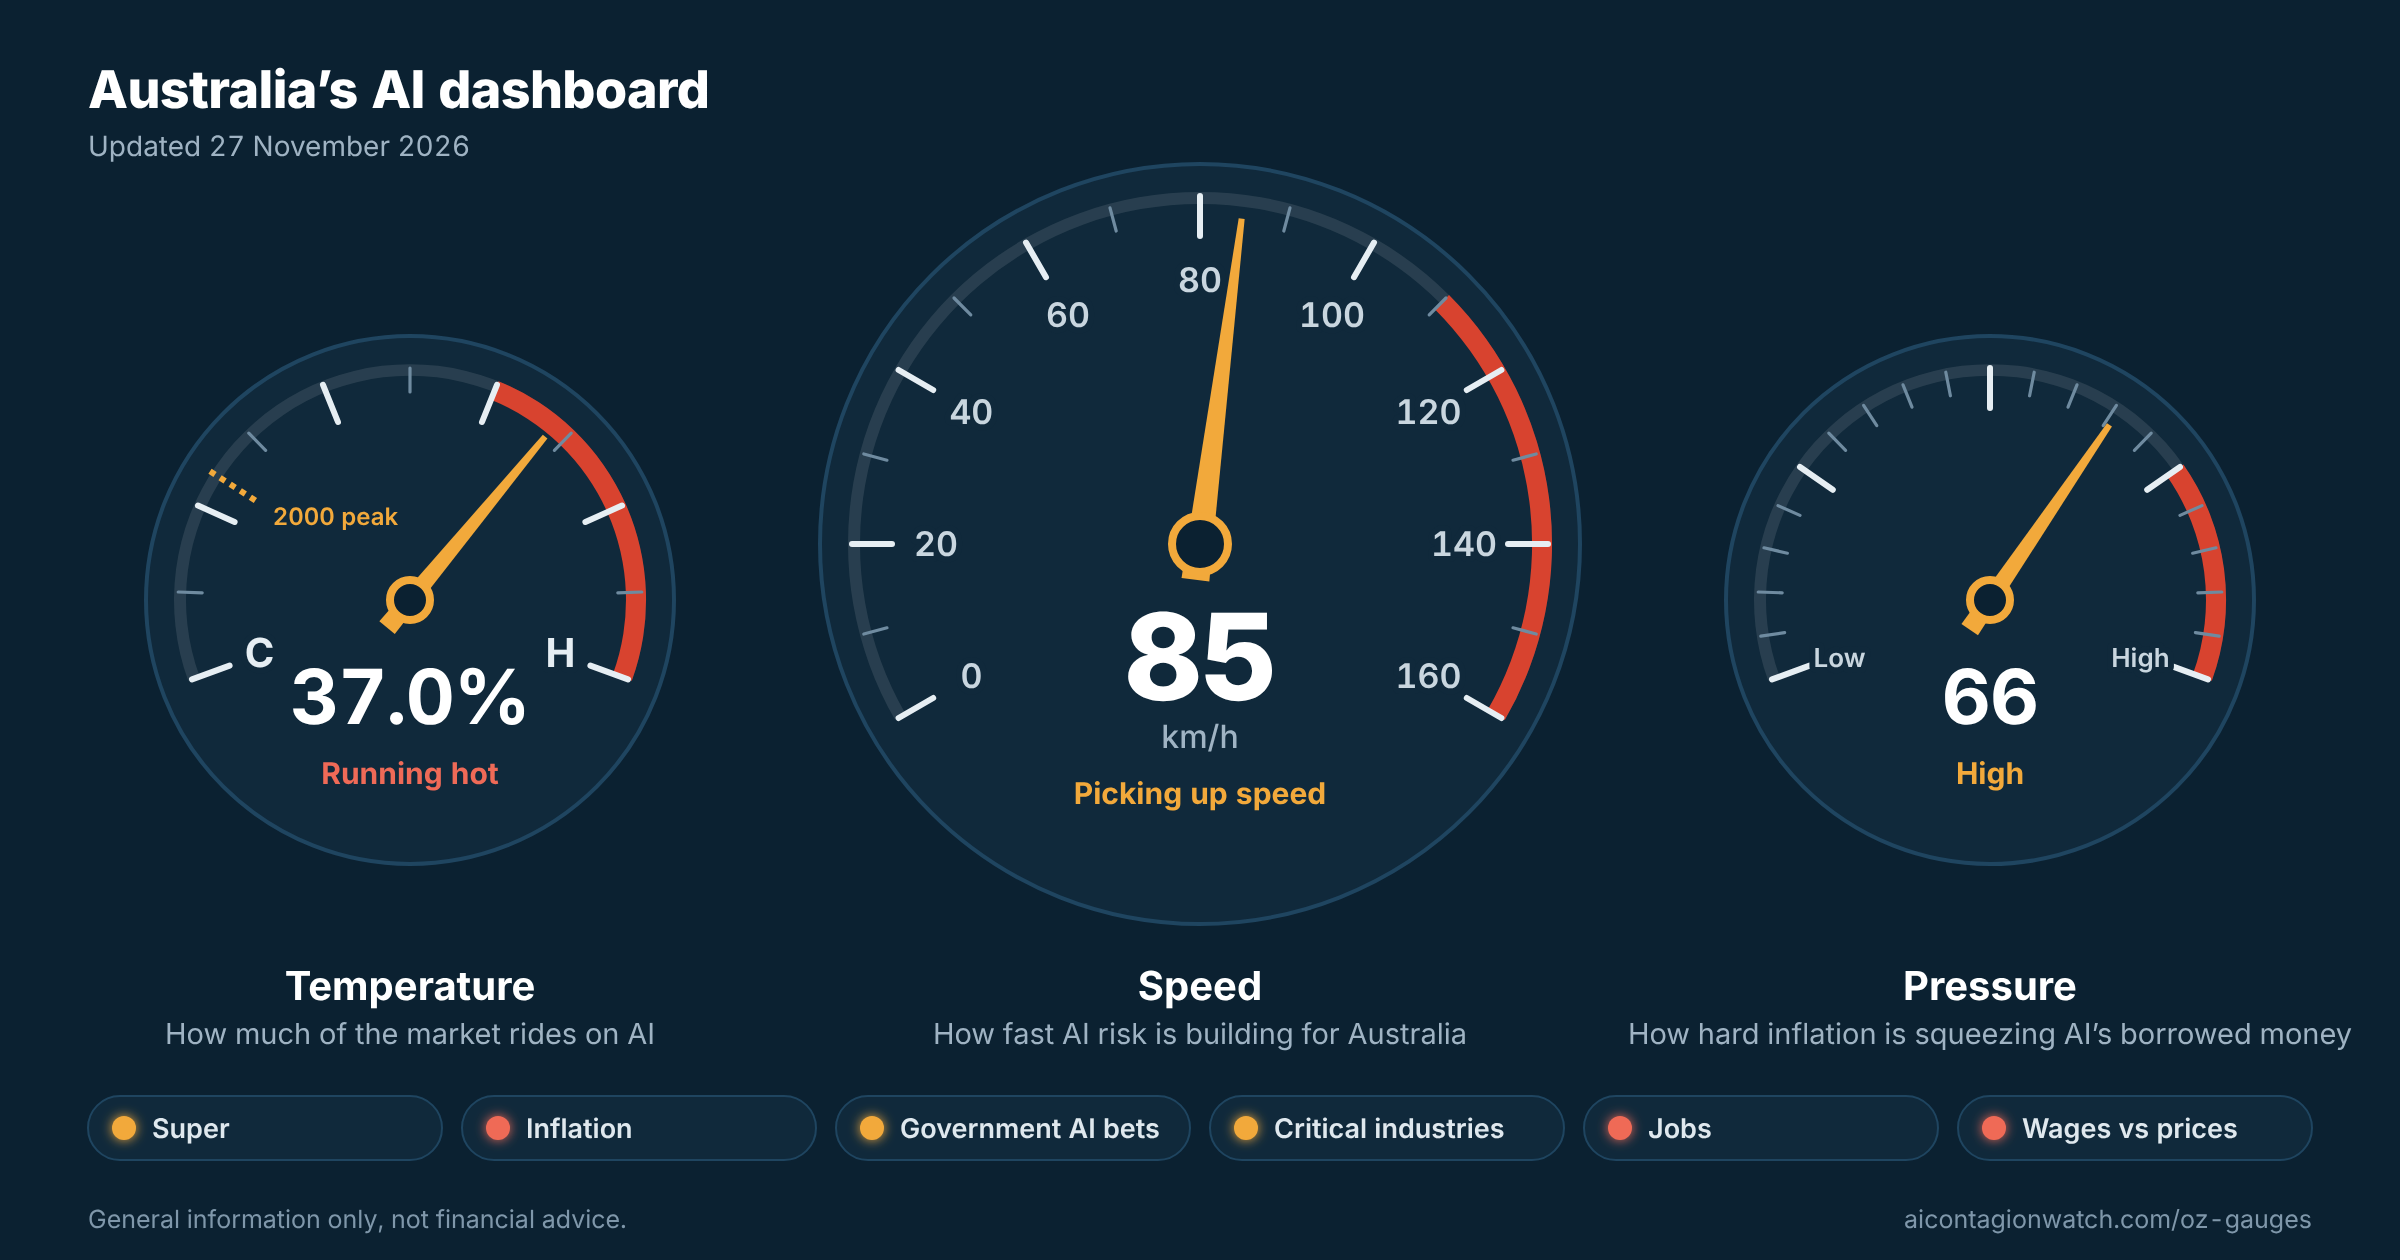 Australia’s AI dashboard
Updated 27 November 2026
2000 peak
C
H
37.0%
Running hot
0
20
40
60
80
100
120
140
160
85
km/h
Picking up speed
Low
High
66
High
Temperature
How much of the market rides on AI
Speed
How fast AI risk is building for Australia
Pressure
How hard inflation is squeezing AI’s borrowed money
Super
Inflation
Government AI bets
Critical industries
Jobs
Wages vs prices
General information only, not financial advice.
aicontagionwatch.com/oz-gauges